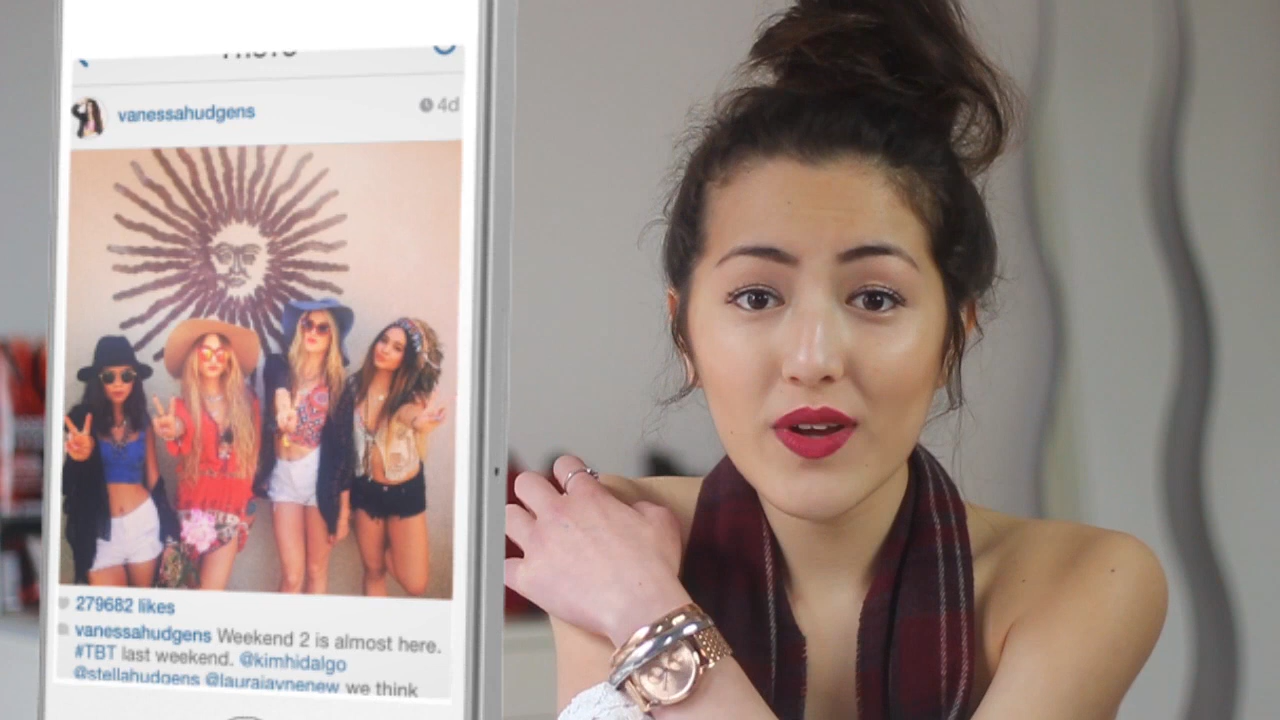 vanessahudgens 4d
279682 likes
vanessahudgens Weekend 2 is almost here.
#TBT last weekend. @kimhidalgo
@stellahudgens @laurajaynenew we think